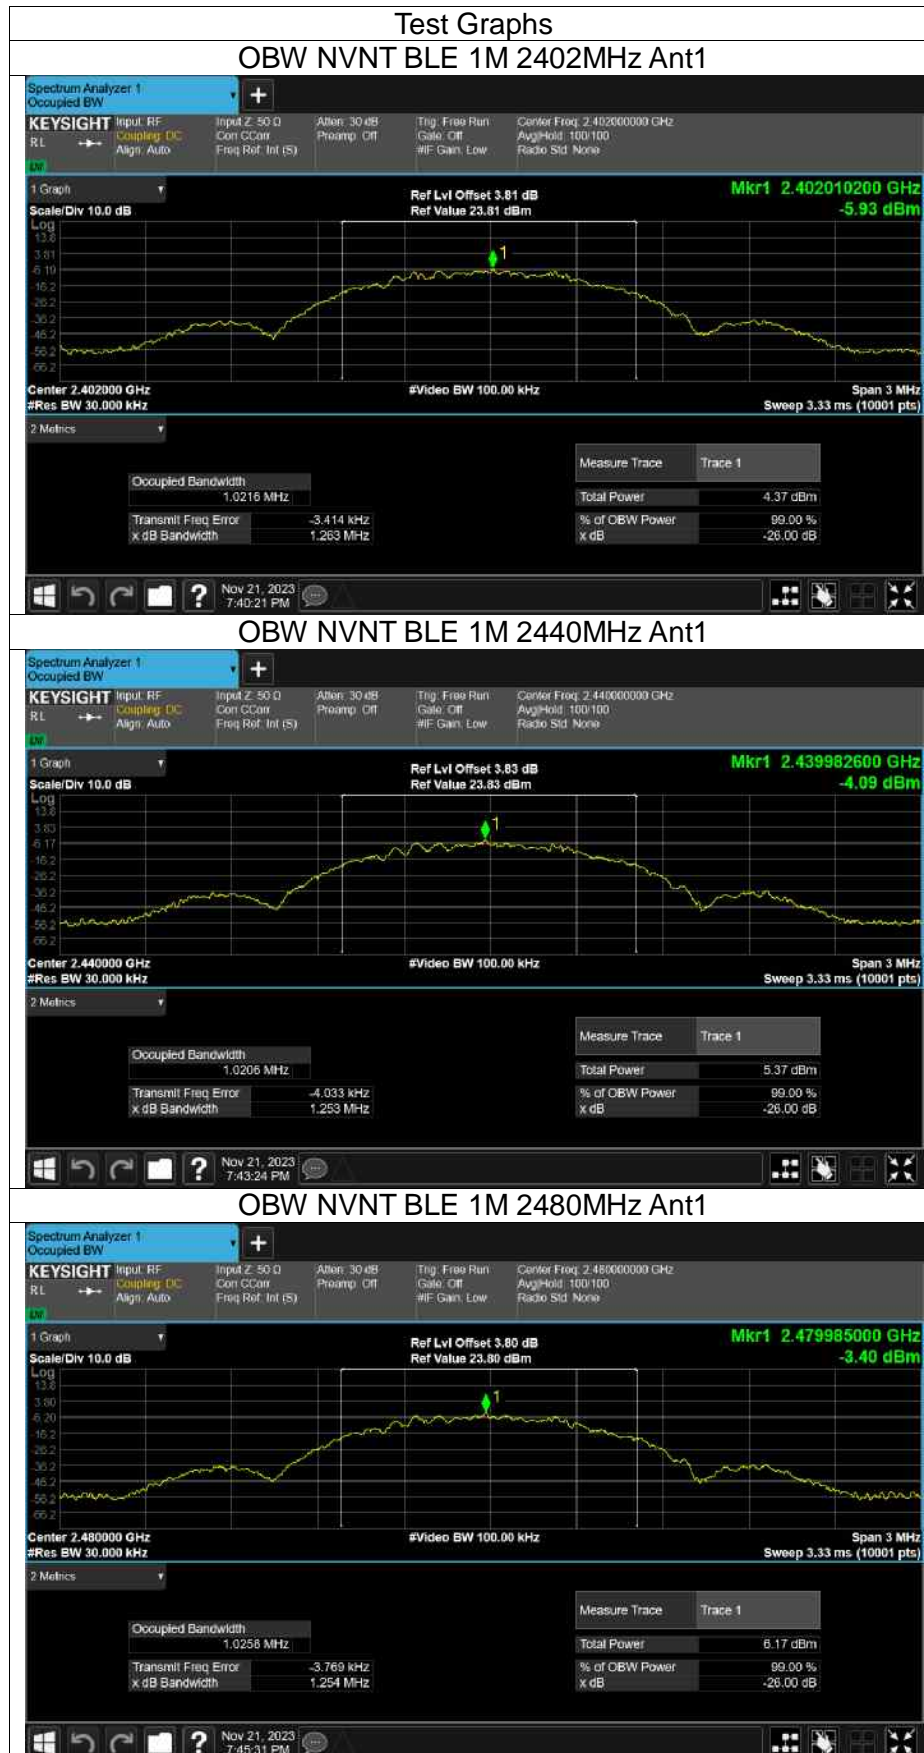 Test Graphs
OBW NVNT BLE 1M 2402MHz Ant1
Spectrum Analyzer 1
Occupied BW
+
KEYSIGHT Input: RF Input Z: 50 Ω Atten: 30 dB Trig: Free Run Center Freq: 2.402000000 GHz
Coupling: DC Corr CCorr Preamp: Off Gate: Off Avg|Hold: 100/100
RL Align: Auto Freq Ref: Int (S) #IF Gain: Low Radio Std: None
1 Graph Ref Lvl Offset 3.81 dB Mkr1 2.402010200 GHz
Scale/Div 10.0 dB Ref Value 23.81 dBm -5.93 dBm
Log
13.8
3.81
-6.19
-16.2
-26.2
-36.2
-46.2
-56.2
-66.2
1
Center 2.402000 GHz #Video BW 100.00 kHz Span 3 MHz
#Res BW 30.000 kHz Sweep 3.33 ms (10001 pts)
2 Metrics
Measure Trace Trace 1
Occupied Bandwidth
1.0216 MHz Total Power 4.37 dBm
Transmit Freq Error -3.414 kHz % of OBW Power 99.00 %
x dB Bandwidth 1.263 MHz x dB -26.00 dB
? Nov 21, 2023
7:40:21 PM
OBW NVNT BLE 1M 2440MHz Ant1
Spectrum Analyzer 1
Occupied BW
+
KEYSIGHT Input: RF Input Z: 50 Ω Atten: 30 dB Trig: Free Run Center Freq: 2.440000000 GHz
Coupling: DC Corr CCorr Preamp: Off Gate: Off Avg|Hold: 100/100
RL Align: Auto Freq Ref: Int (S) #IF Gain: Low Radio Std: None
1 Graph Ref Lvl Offset 3.83 dB Mkr1 2.439982600 GHz
Scale/Div 10.0 dB Ref Value 23.83 dBm -4.09 dBm
Log
13.8
3.83
-6.17
-16.2
-26.2
-36.2
-46.2
-56.2
-66.2
1
Center 2.440000 GHz #Video BW 100.00 kHz Span 3 MHz
#Res BW 30.000 kHz Sweep 3.33 ms (10001 pts)
2 Metrics
Measure Trace Trace 1
Occupied Bandwidth
1.0206 MHz Total Power 5.37 dBm
Transmit Freq Error -4.033 kHz % of OBW Power 99.00 %
x dB Bandwidth 1.253 MHz x dB -26.00 dB
? Nov 21, 2023
7:43:24 PM
OBW NVNT BLE 1M 2480MHz Ant1
Spectrum Analyzer 1
Occupied BW
+
KEYSIGHT Input: RF Input Z: 50 Ω Atten: 30 dB Trig: Free Run Center Freq: 2.480000000 GHz
Coupling: DC Corr CCorr Preamp: Off Gate: Off Avg|Hold: 100/100
RL Align: Auto Freq Ref: Int (S) #IF Gain: Low Radio Std: None
1 Graph Ref Lvl Offset 3.80 dB Mkr1 2.479985000 GHz
Scale/Div 10.0 dB Ref Value 23.80 dBm -3.40 dBm
Log
13.8
3.80
-6.20
-16.2
-26.2
-36.2
-46.2
-56.2
-66.2
1
Center 2.480000 GHz #Video BW 100.00 kHz Span 3 MHz
#Res BW 30.000 kHz Sweep 3.33 ms (10001 pts)
2 Metrics
Measure Trace Trace 1
Occupied Bandwidth
1.0258 MHz Total Power 6.17 dBm
Transmit Freq Error -3.769 kHz % of OBW Power 99.00 %
x dB Bandwidth 1.254 MHz x dB -26.00 dB
? Nov 21, 2023
7:45:31 PM